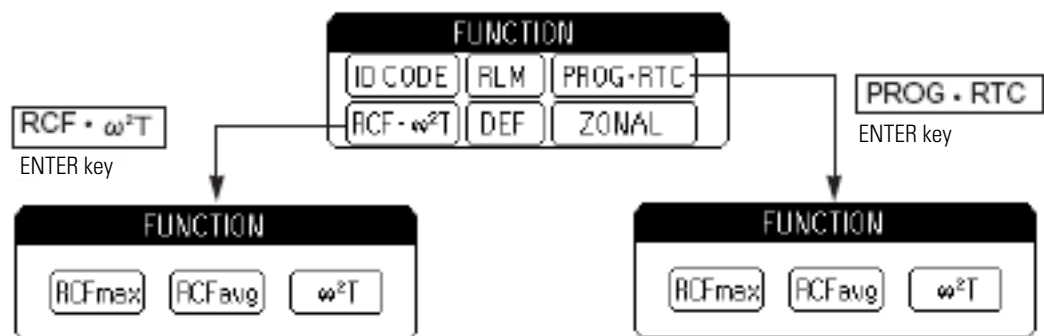 FUNCTION
ID CODE RLM PROG・RTC
RCF・ω²T DEF ZONAL
RCF・ω²T
ENTER key
PROG・RTC
ENTER key
FUNCTION
RCFmax RCFavg ω²T
FUNCTION
RCFmax RCFavg ω²T